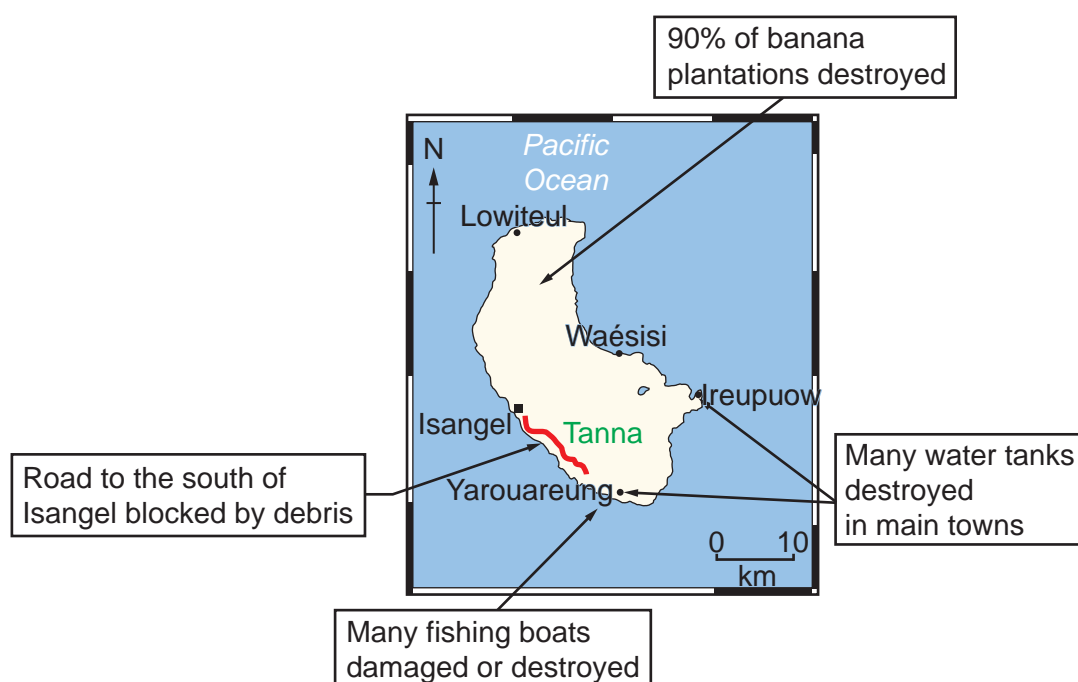 90% of banana
plantations destroyed
Pacific
Ocean
N
Lowiteul
Waésisi
Ireupuow
Isangel
Tanna
Road to the south of
Isangel blocked by debris
Yarouareung
Many water tanks
destroyed
in main towns
0 10
km
Many fishing boats
damaged or destroyed